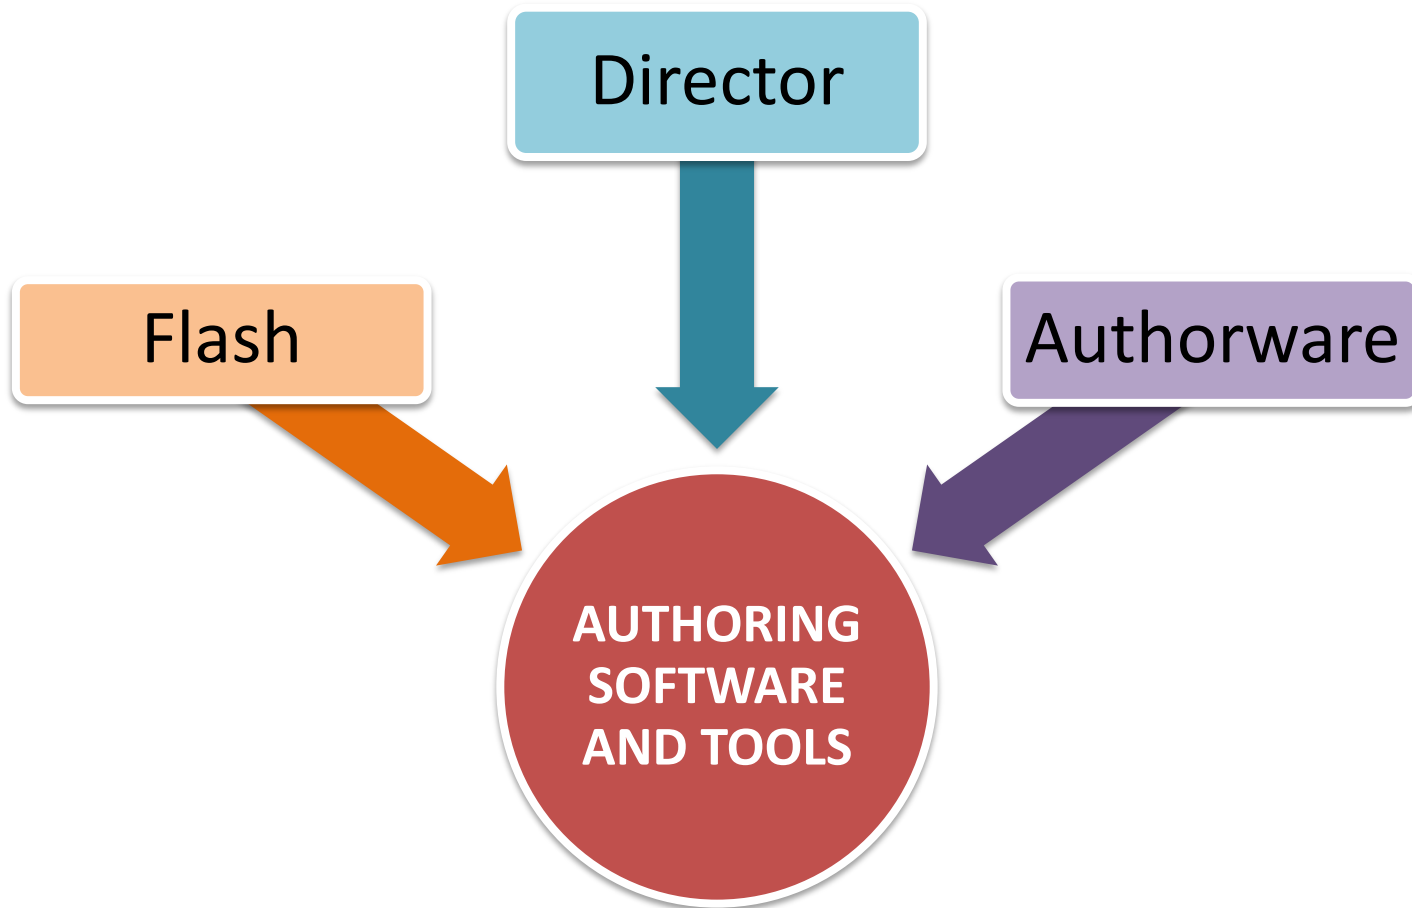 Director
Flash
Authorware
AUTHORING
SOFTWARE
AND TOOLS